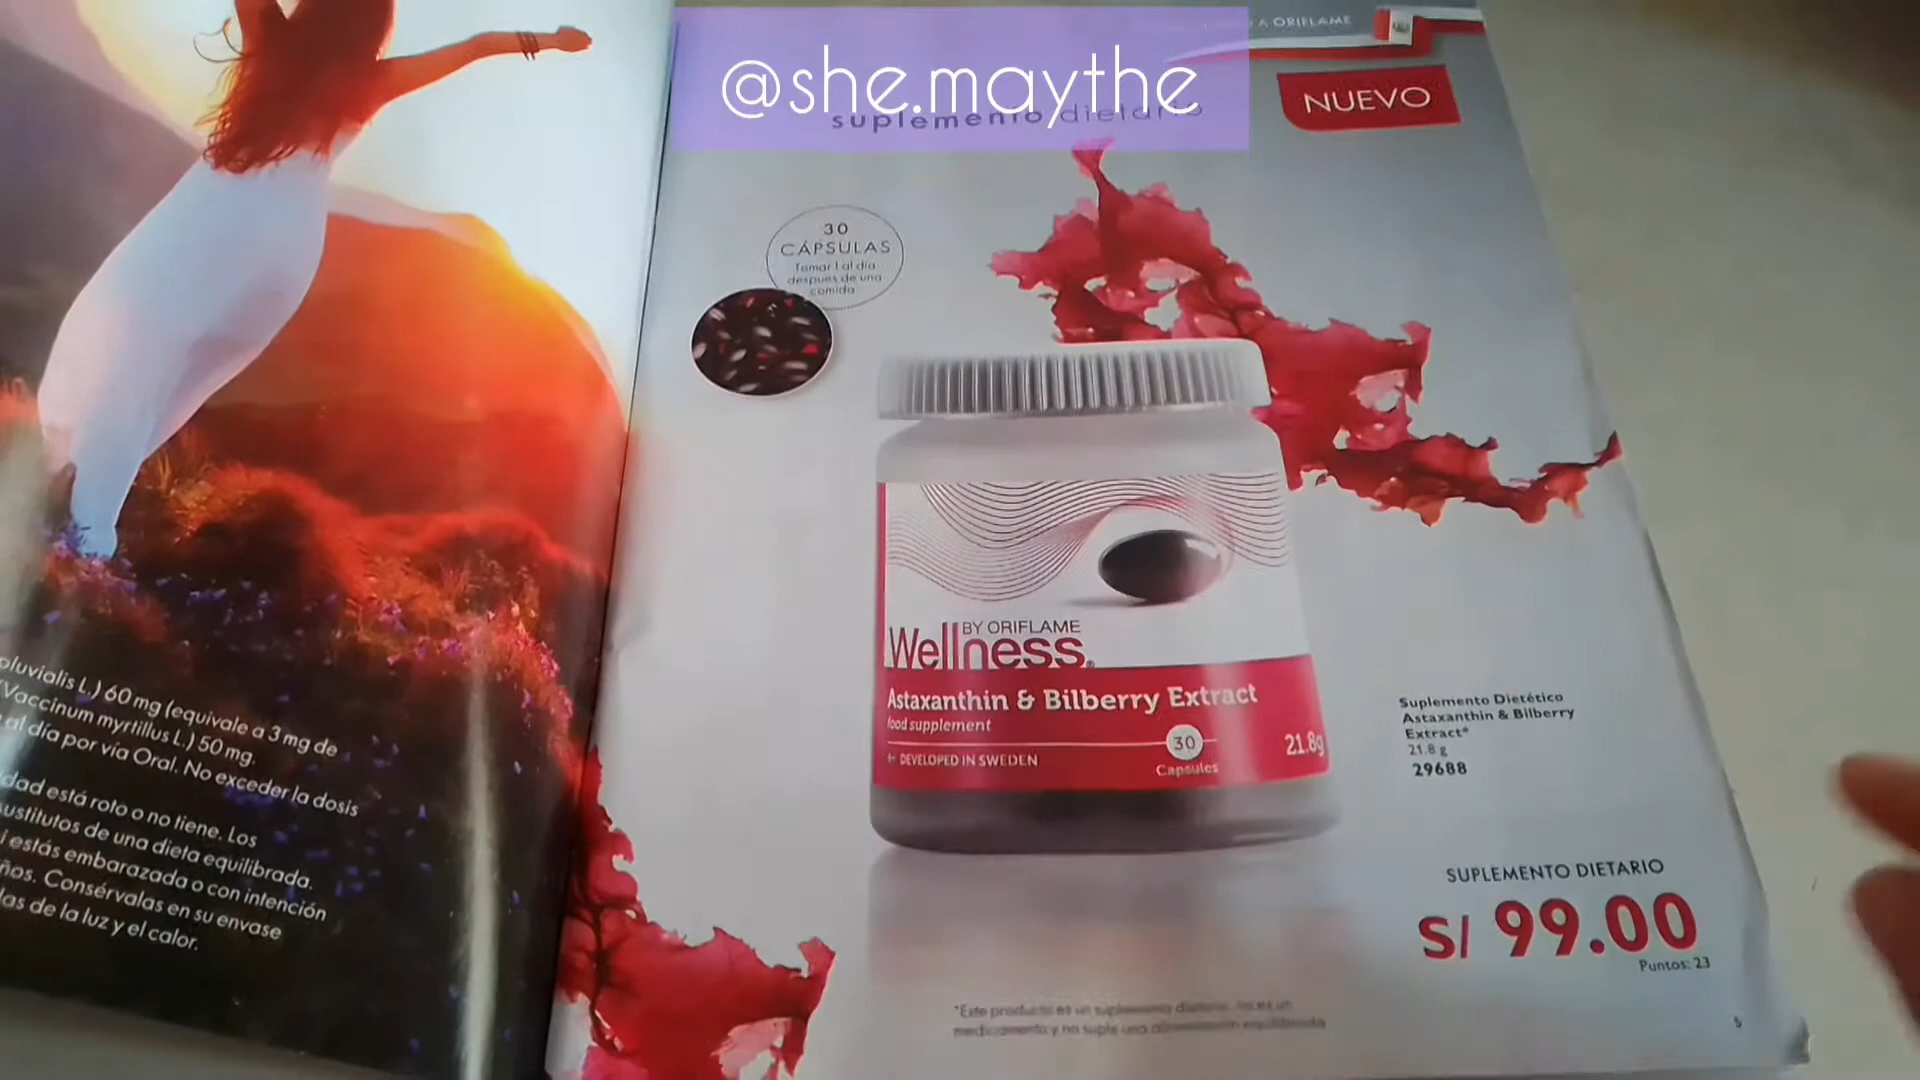 @she.maythe
suplemento dietario
A ORIFLAME
NUEVO
30
CÁPSULAS
Tomar 1 al día
después de una
comida
Wellness
BY ORIFLAME
Astaxanthin & Bilberry Extract
food supplement
30
Capsules
21.8g
DEVELOPED IN SWEDEN
Suplemento Dietético
Astaxanthin & Bilberry
Extract*
21.8 g
29688
SUPLEMENTO DIETARIO
S/ 99.00
Puntos: 23
*Este producto es un suplemento dietario, no es un
medicamento y no suple una alimentación equilibrada
5
pluvialis L.) 60 mg (equivale a 3 mg de
(Vaccinum myrtillus L.) 50 mg.
al día por vía Oral. No exceder la dosis
dad está roto o no tiene. Los
sustitutos de una dieta equilibrada.
í estás embarazada o con intención
ños. Consérvalas en su envase
las de la luz y el calor.